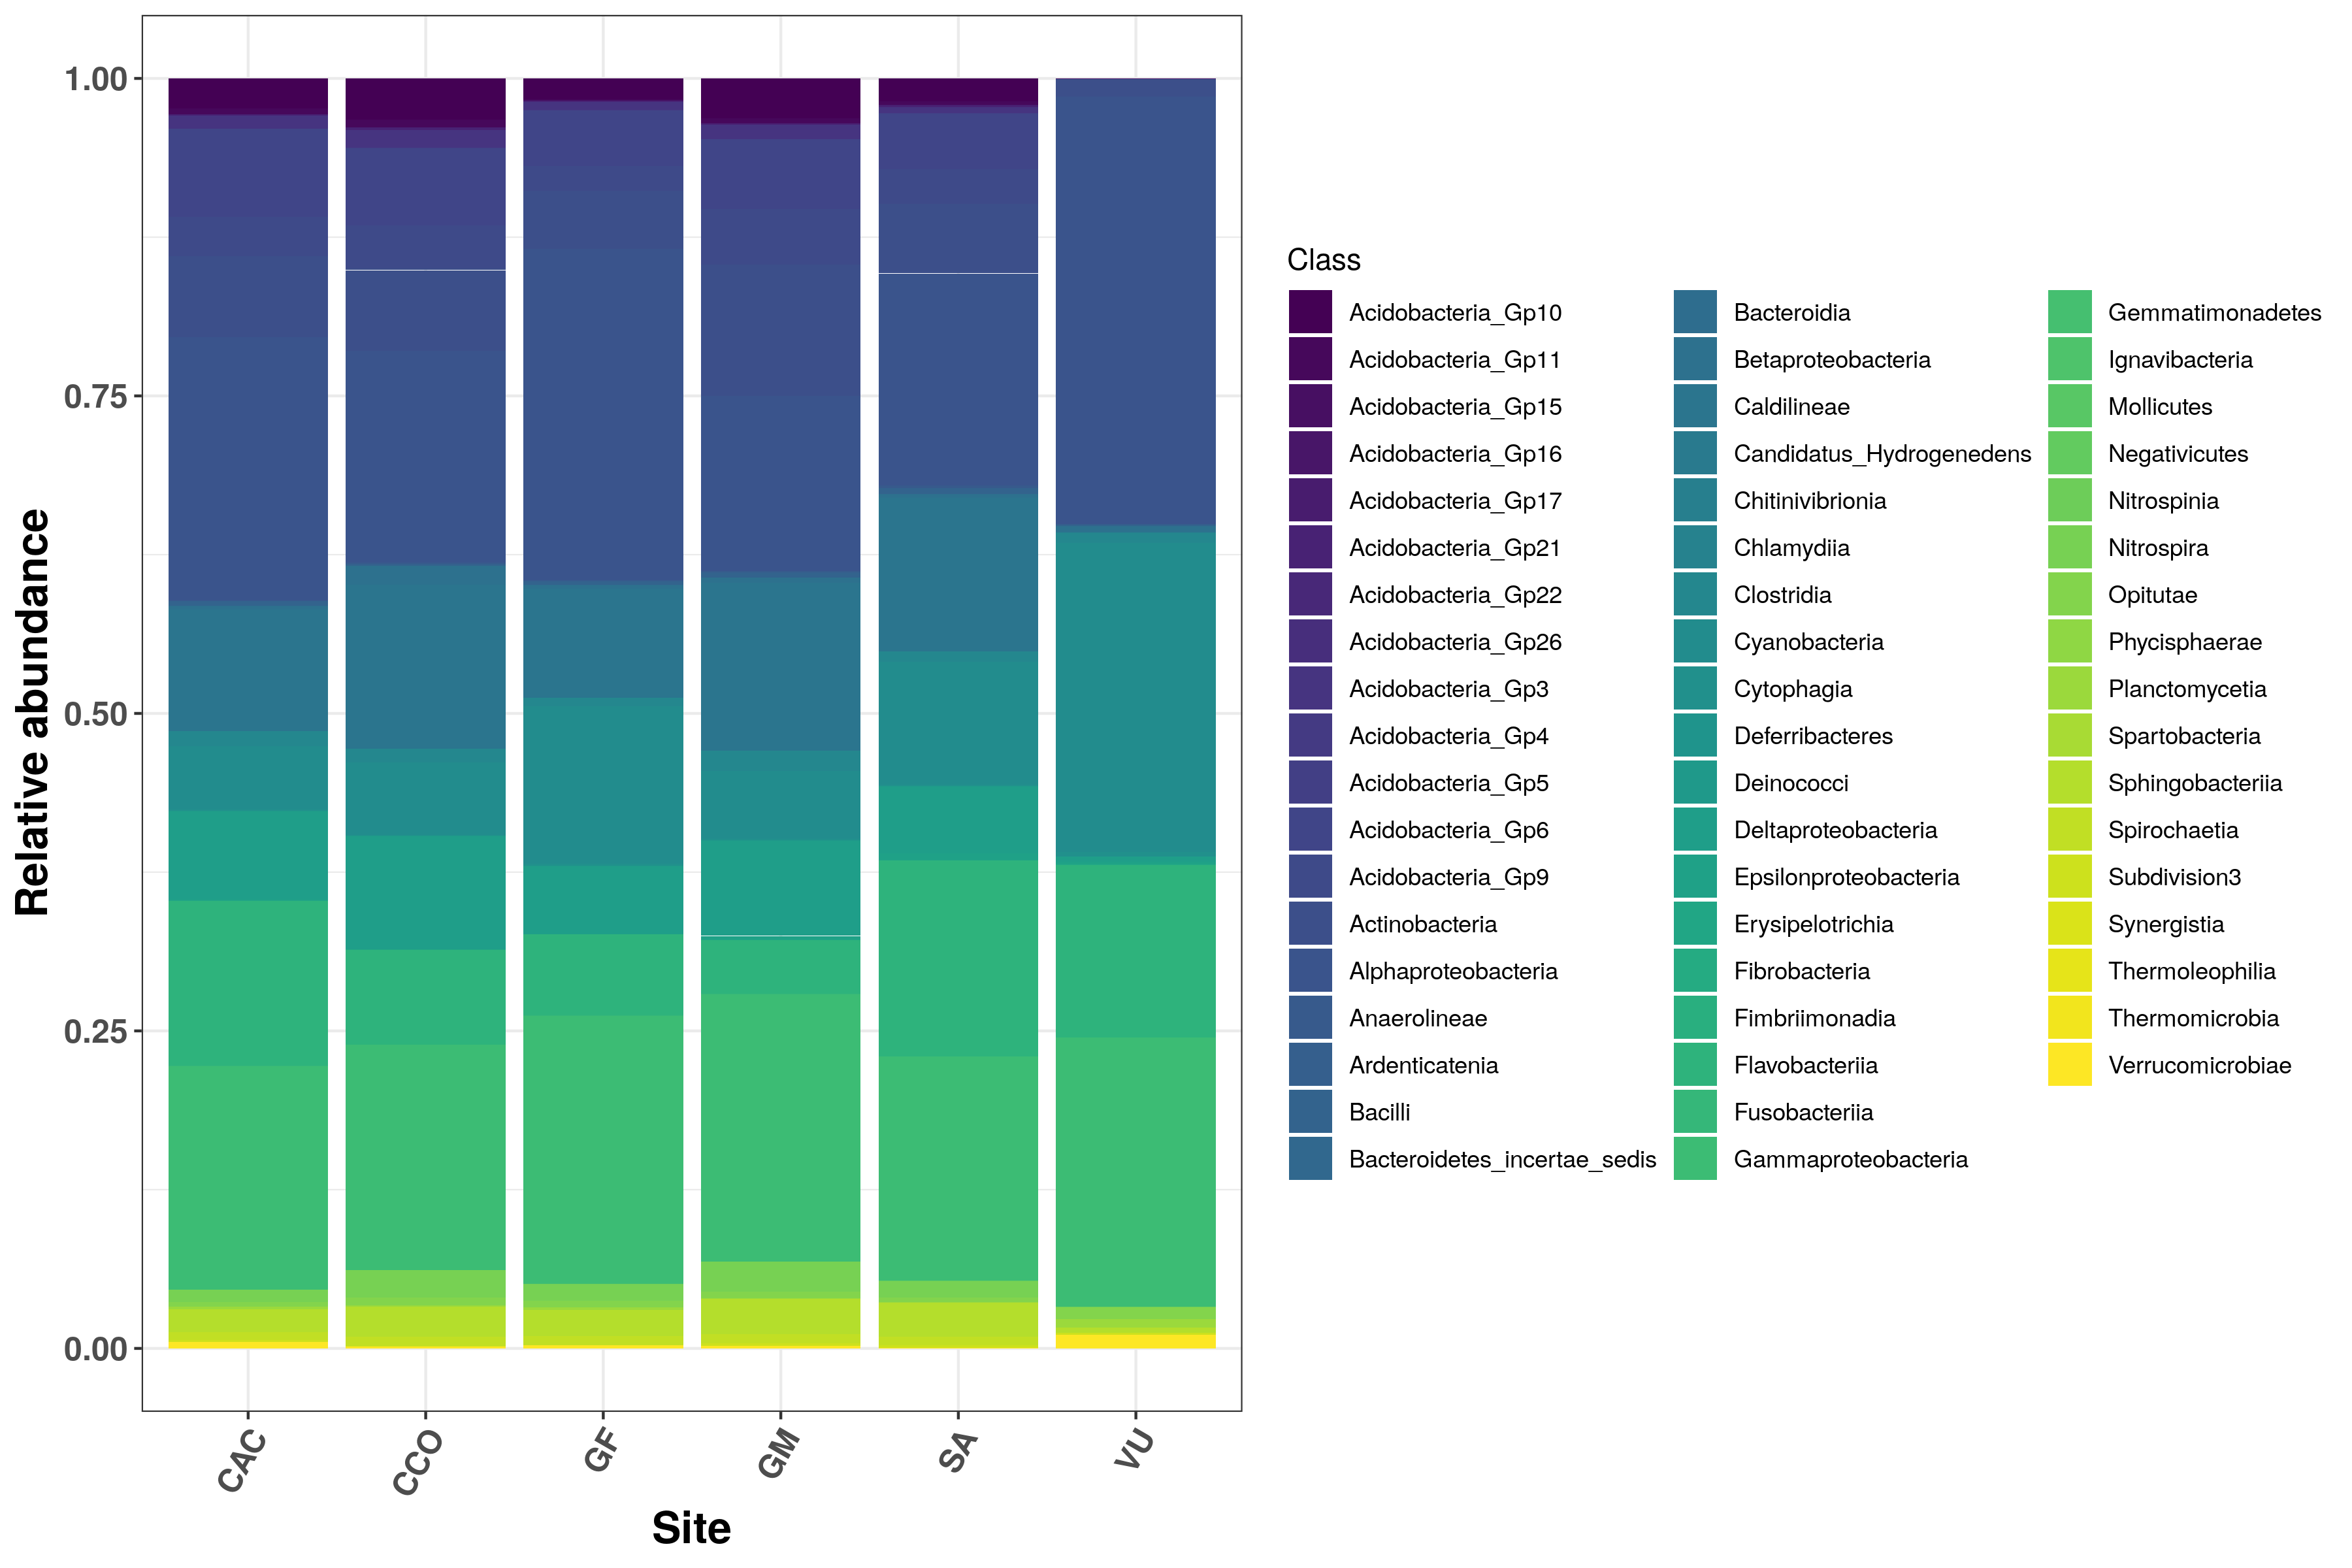 1.00
0.75
0.50
0.25
0.00
Relative abundance
CAC
CCO
GF
GM
SA
VU
Site
Class
Acidobacteria_Gp10
Acidobacteria_Gp11
Acidobacteria_Gp15
Acidobacteria_Gp16
Acidobacteria_Gp17
Acidobacteria_Gp21
Acidobacteria_Gp22
Acidobacteria_Gp26
Acidobacteria_Gp3
Acidobacteria_Gp4
Acidobacteria_Gp5
Acidobacteria_Gp6
Acidobacteria_Gp9
Actinobacteria
Alphaproteobacteria
Anaerolineae
Ardenticatenia
Bacilli
Bacteroidetes_incertae_sedis
Bacteroidia
Betaproteobacteria
Caldilineae
Candidatus_Hydrogenedens
Chitinivibrionia
Chlamydiia
Clostridia
Cyanobacteria
Cytophagia
Deferribacteres
Deinococci
Deltaproteobacteria
Epsilonproteobacteria
Erysipelotrichia
Fibrobacteria
Fimbriimonadia
Flavobacteriia
Fusobacteriia
Gammaproteobacteria
Gemmatimonadetes
Ignavibacteria
Mollicutes
Negativicutes
Nitrospinia
Nitrospira
Opitutae
Phycisphaerae
Planctomycetia
Spartobacteria
Sphingobacteriia
Spirochaetia
Subdivision3
Synergistia
Thermoleophilia
Thermomicrobia
Verrucomicrobiae